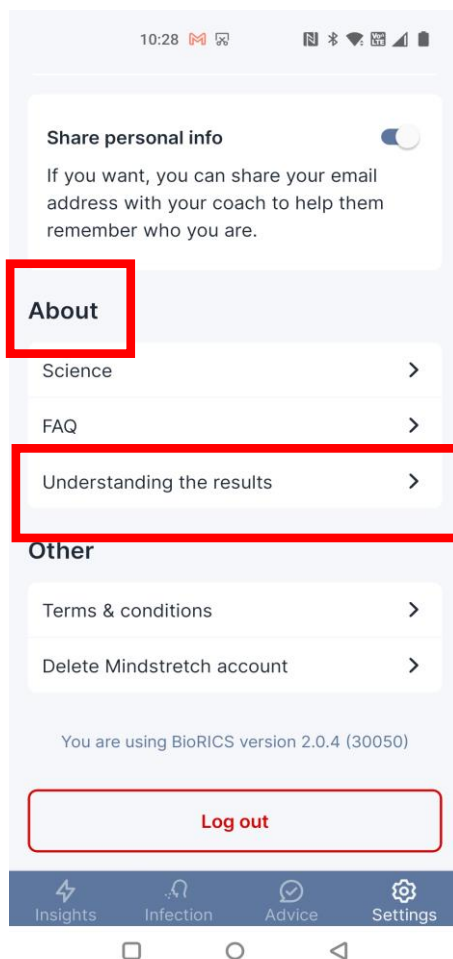 10:28
Vo))
LTE
Share personal info
If you want, you can share your email
address with your coach to help them
remember who you are.
About
Science
FAQ
Understanding the results
Other
Terms & conditions
Delete Mindstretch account
You are using BioRICS version 2.0.4 (30050)
Log out
Insights Infection Advice Settings